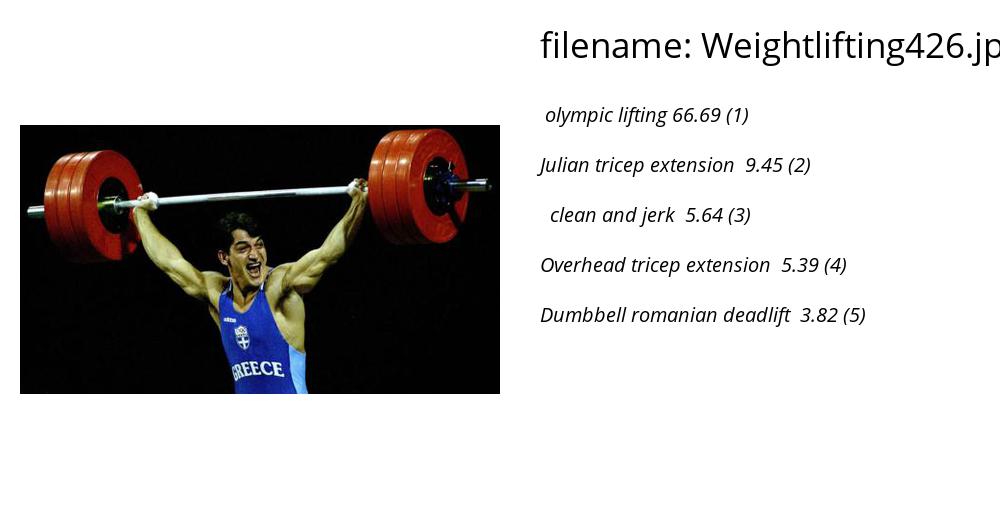 filename: Weightlifting426.jp
olympic lifting 66.69 (1)
Julian tricep extension 9.45 (2)
clean and jerk 5.64 (3)
Overhead tricep extension 5.39 (4)
Dumbbell romanian deadlift 3.82 (5)
GREECE